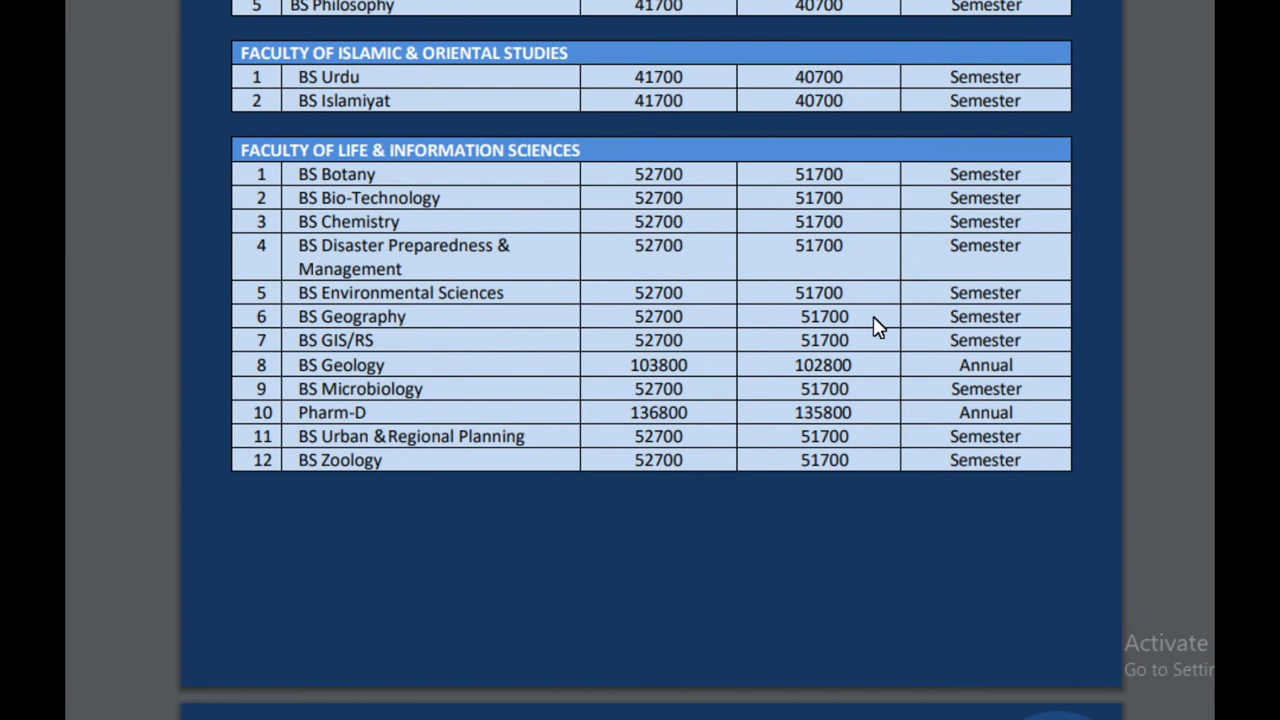 5 BS Philosophy 41700 40700 Semester
FACULTY OF ISLAMIC & ORIENTAL STUDIES
1 BS Urdu 41700 40700 Semester
2 BS Islamiyat 41700 40700 Semester
FACULTY OF LIFE & INFORMATION SCIENCES
1 BS Botany 52700 51700 Semester
2 BS Bio-Technology 52700 51700 Semester
3 BS Chemistry 52700 51700 Semester
4 BS Disaster Preparedness & 52700 51700 Semester
Management
5 BS Environmental Sciences 52700 51700 Semester
6 BS Geography 52700 51700 Semester
7 BS GIS/RS 52700 51700 Semester
8 BS Geology 103800 102800 Annual
9 BS Microbiology 52700 51700 Semester
10 Pharm-D 136800 135800 Annual
11 BS Urban &Regional Planning 52700 51700 Semester
12 BS Zoology 52700 51700 Semester
Activate
Go to Settin